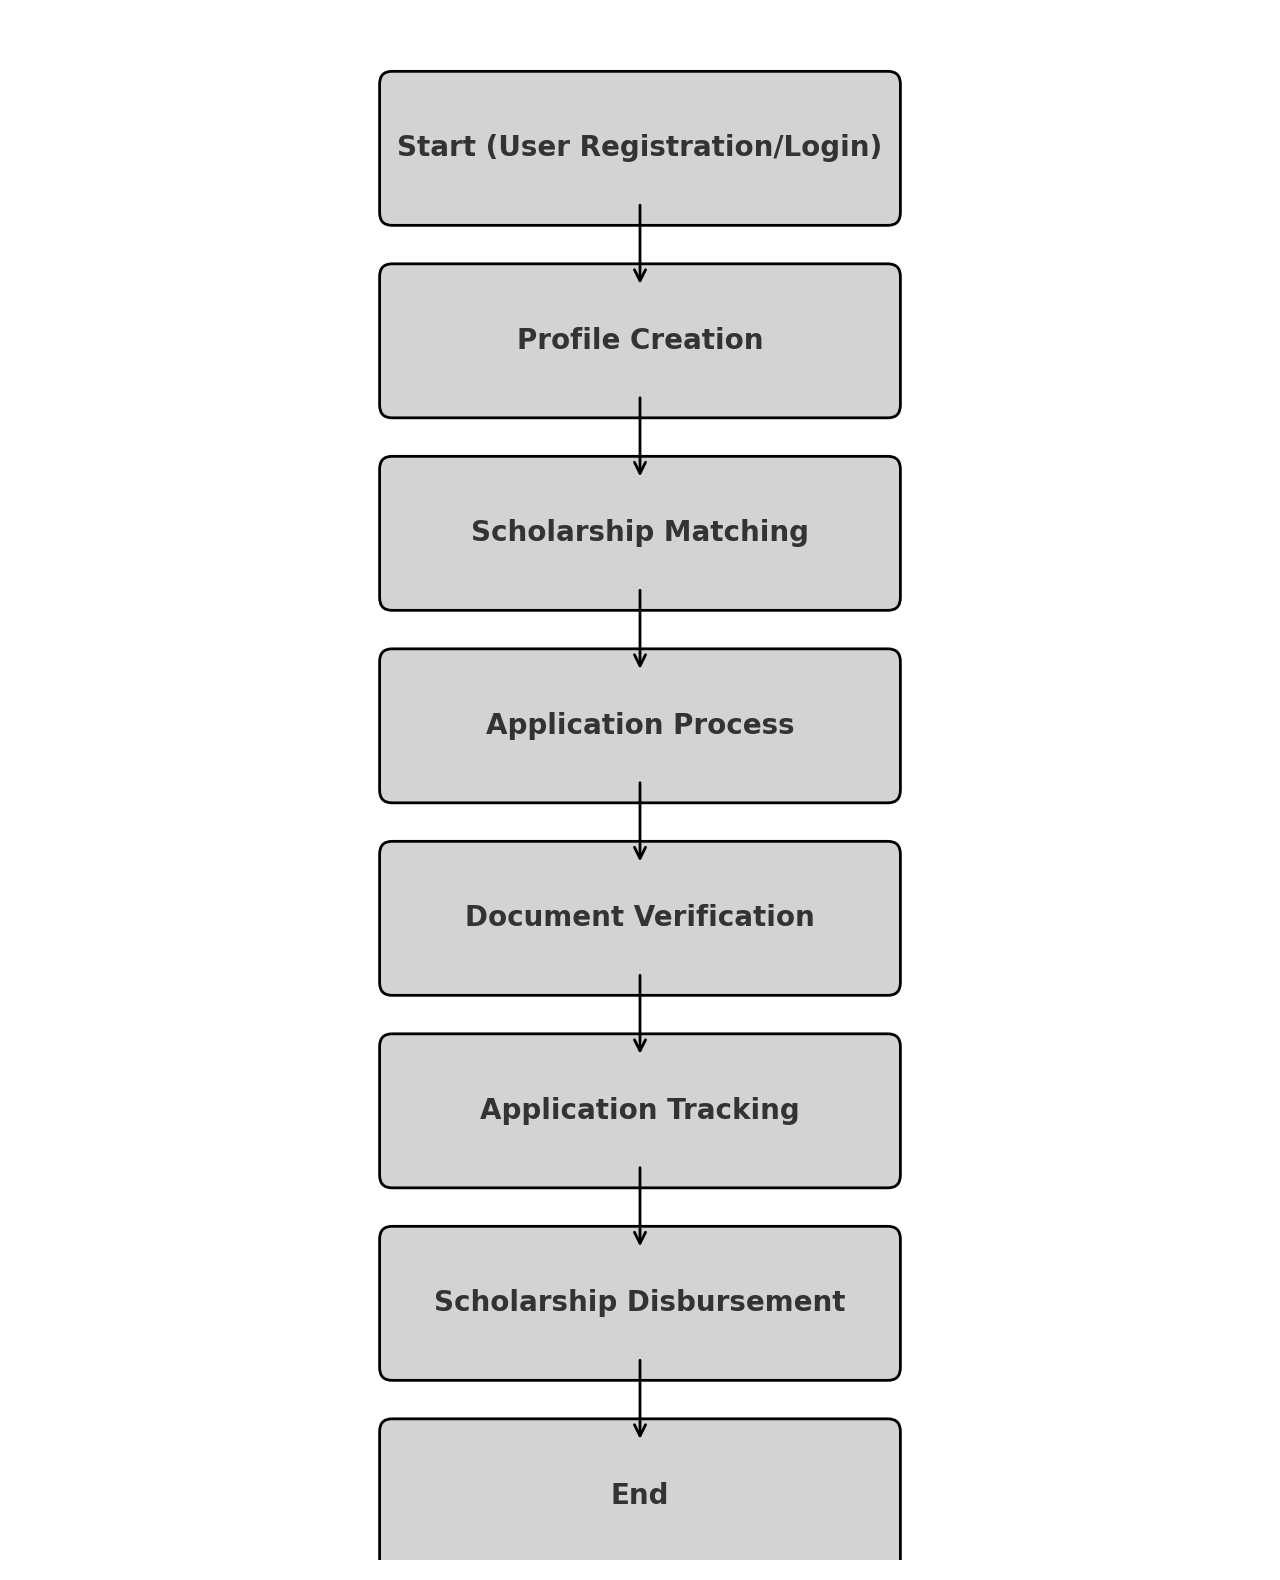 Start (User Registration/Login)
Profile Creation
Scholarship Matching
Application Process
Document Verification
Application Tracking
Scholarship Disbursement
End